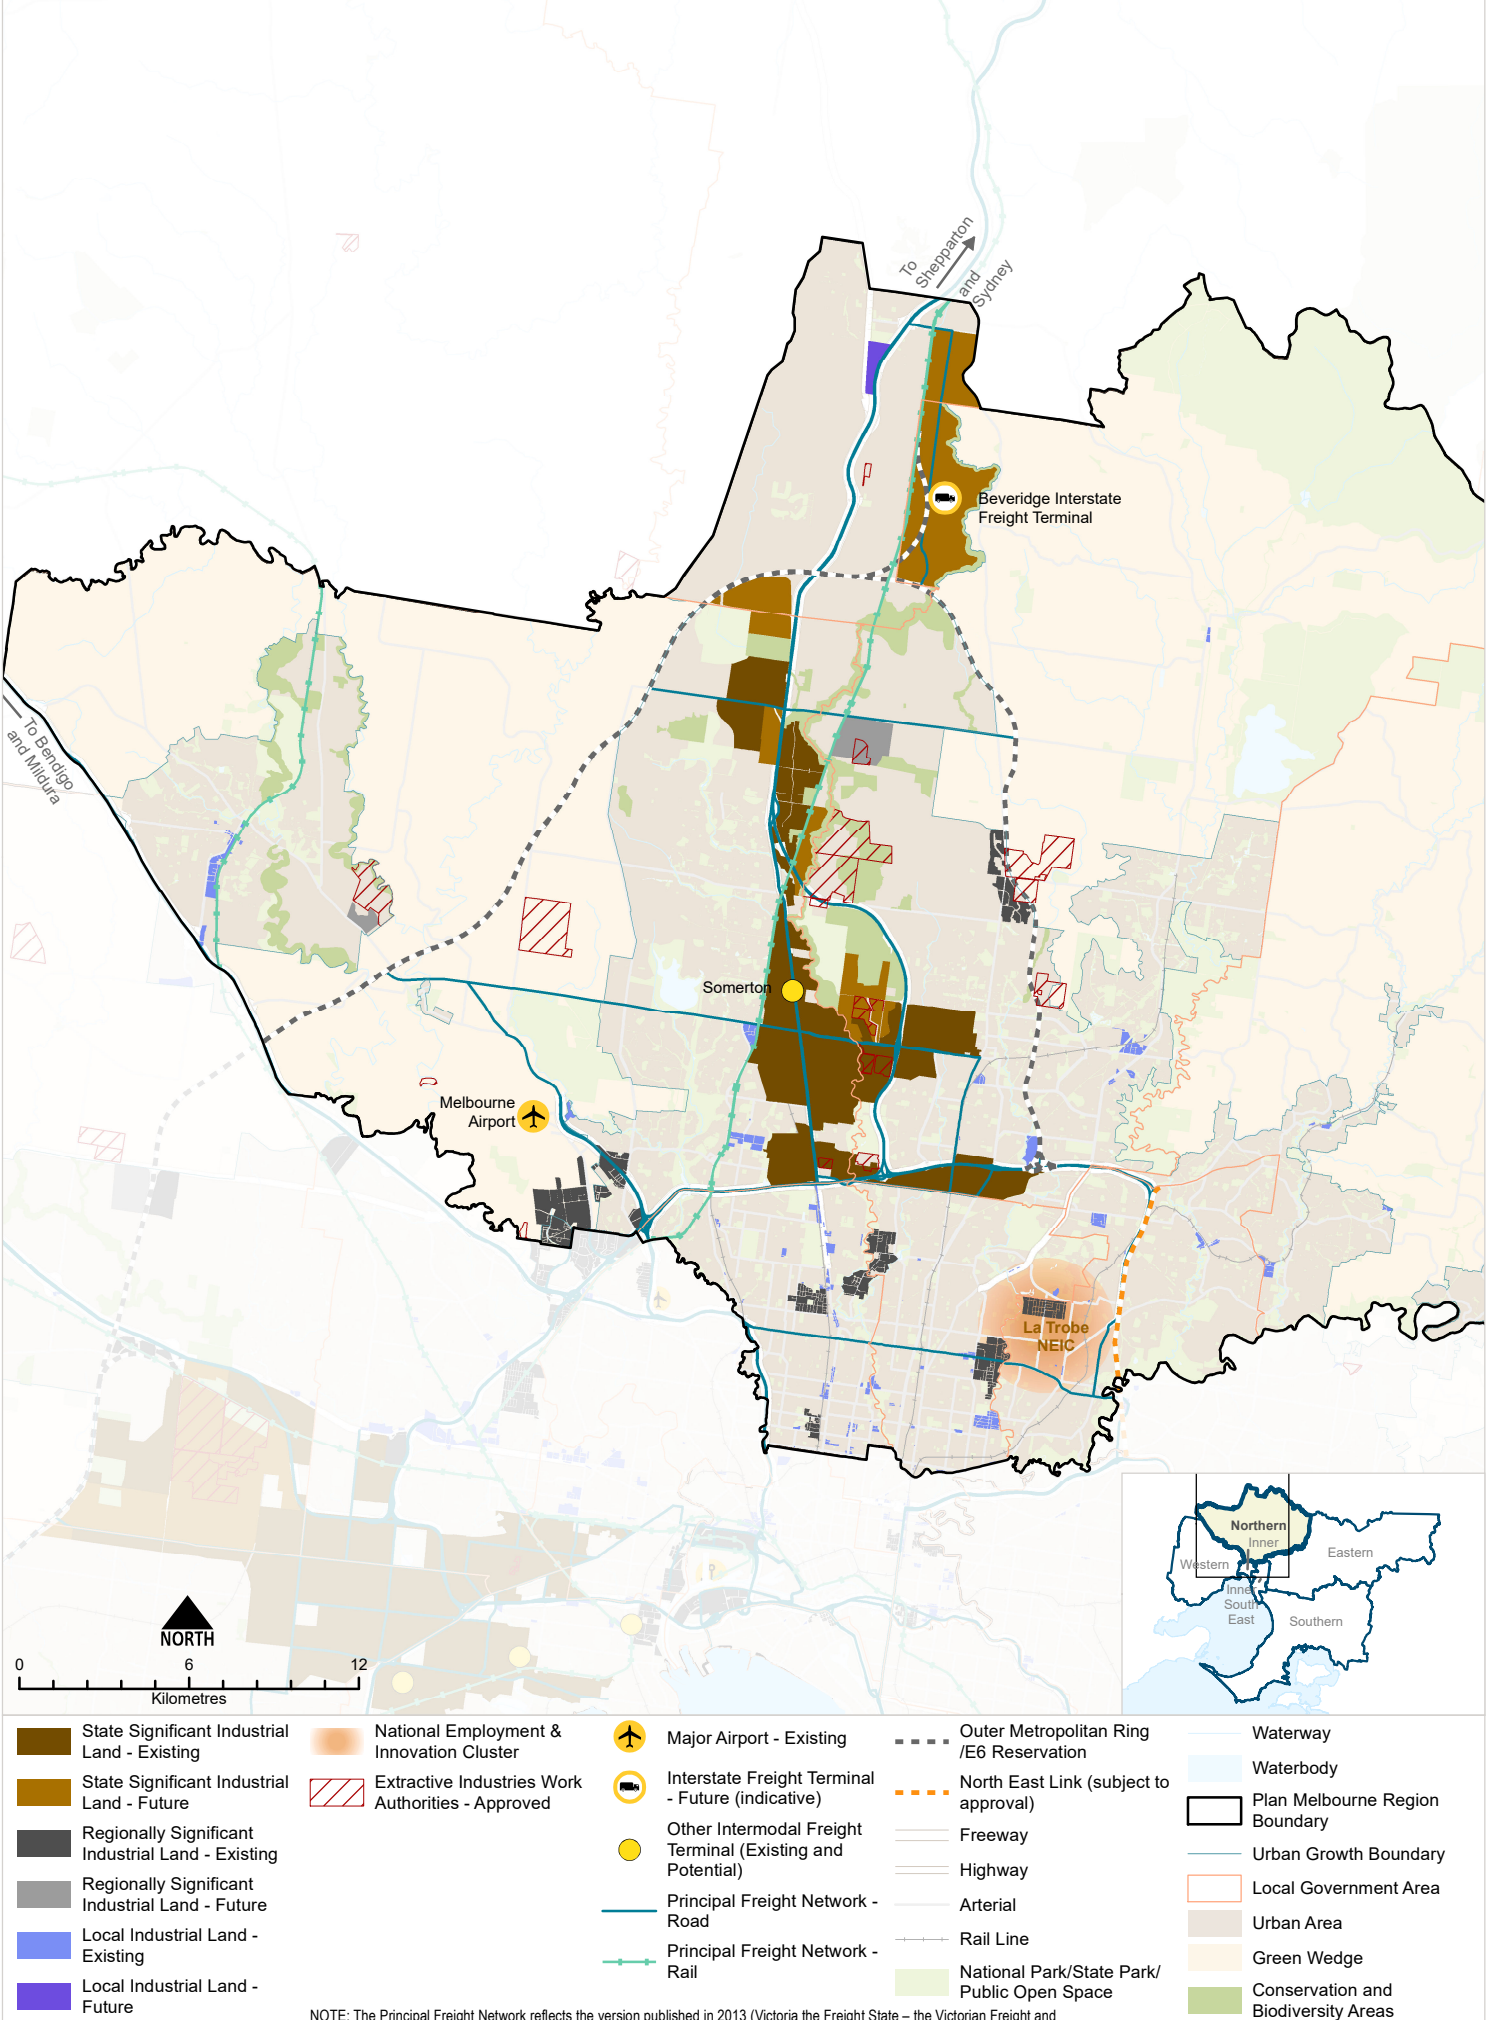 To
Shepparton
and
Sydney
Beveridge Interstate
Freight Terminal
To Bendigo
and Mildura
Somerton
Melbourne
Airport
La Trobe
NEIC
Northern
Inner
Western
Eastern
Inner
South
East
Southern
NORTH
0 6 12
Kilometres
State Significant Industrial
Land - Existing
State Significant Industrial
Land - Future
Regionally Significant
Industrial Land - Existing
Regionally Significant
Industrial Land - Future
Local Industrial Land -
Existing
Local Industrial Land -
Future
National Employment &
Innovation Cluster
Extractive Industries Work
Authorities - Approved
Major Airport - Existing
Interstate Freight Terminal
- Future (indicative)
Other Intermodal Freight
Terminal (Existing and
Potential)
Principal Freight Network -
Road
Principal Freight Network -
Rail
Outer Metropolitan Ring
/E6 Reservation
North East Link (subject to
approval)
Freeway
Highway
Arterial
Rail Line
National Park/State Park/
Public Open Space
Waterway
Waterbody
Plan Melbourne Region
Boundary
Urban Growth Boundary
Local Government Area
Urban Area
Green Wedge
Conservation and
Biodiversity Areas
NOTE: The Principal Freight Network reflects the version published in 2013 (Victoria the Freight State – the Victorian Freight and